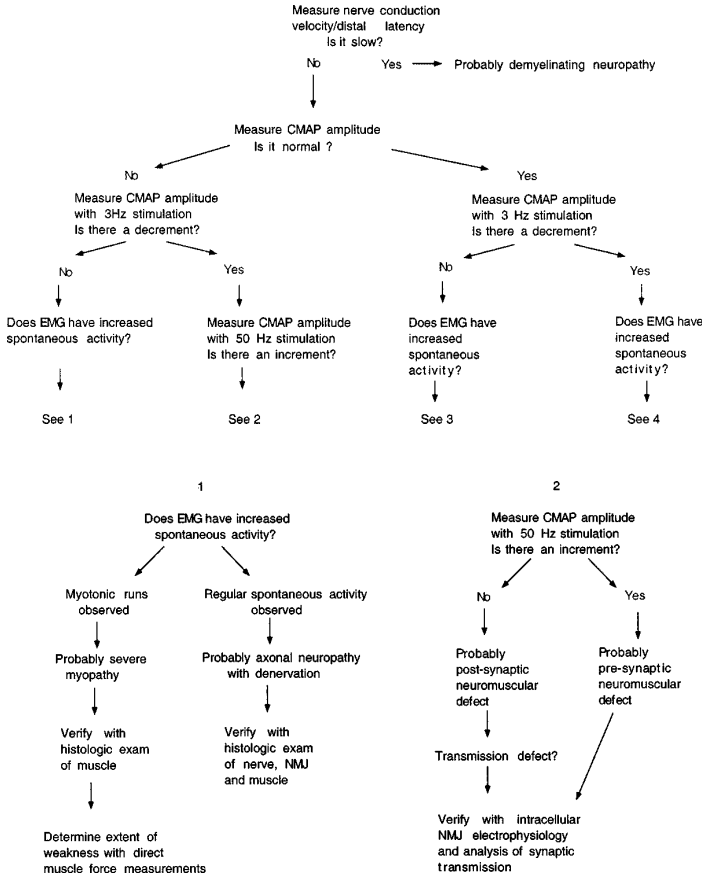 Measure nerve conduction
velocity/distal latency
Is it slow?
No
Yes
Probably demyelinating neuropathy
Measure CMAP amplitude
Is it normal ?
No
Yes
Measure CMAP amplitude
with 3Hz stimulation
Is there a decrement?
Measure CMAP amplitude
with 3 Hz stimulation
Is there a decrement?
No
Yes
No
Yes
Does EMG have increased
spontaneous activity?
Measure CMAP amplitude
with 50 Hz stimulation
Is there an increment?
Does EMG have
increased
spontaneous
activity?
Does EMG have
increased
spontaneous
activity?
See 1
See 2
See 3
See 4
1
Does EMG have increased
spontaneous activity?
Myotonic runs
observed
Regular spontaneous activity
observed
Probably severe
myopathy
Probably axonal neuropathy
with denervation
Verify with
histologic exam
of muscle
Verify with
histologic exam
of nerve, NMJ
and muscle
Determine extent of
weakness with direct
muscle force measurements
2
Measure CMAP amplitude
with 50 Hz stimulation
Is there an increment?
No
Yes
Probably
post-synaptic
neuromuscular
defect
Probably
pre-synaptic
neuromuscular
defect
Transmission defect?
Verify with intracellular
NMJ electrophysiology
and analysis of synaptic
transmission